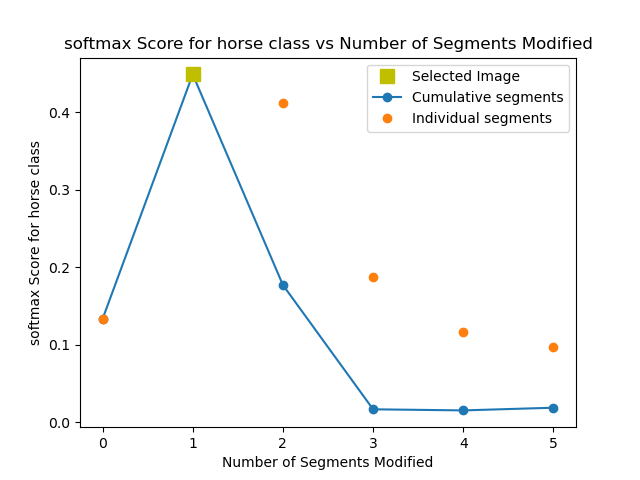 softmax Score for horse class vs Number of Segments Modified
Selected Image
Cumulative segments
Individual segments
softmax Score for horse class
0.4
0.3
0.2
0.1
0.0
0 1 2 3 4 5
Number of Segments Modified